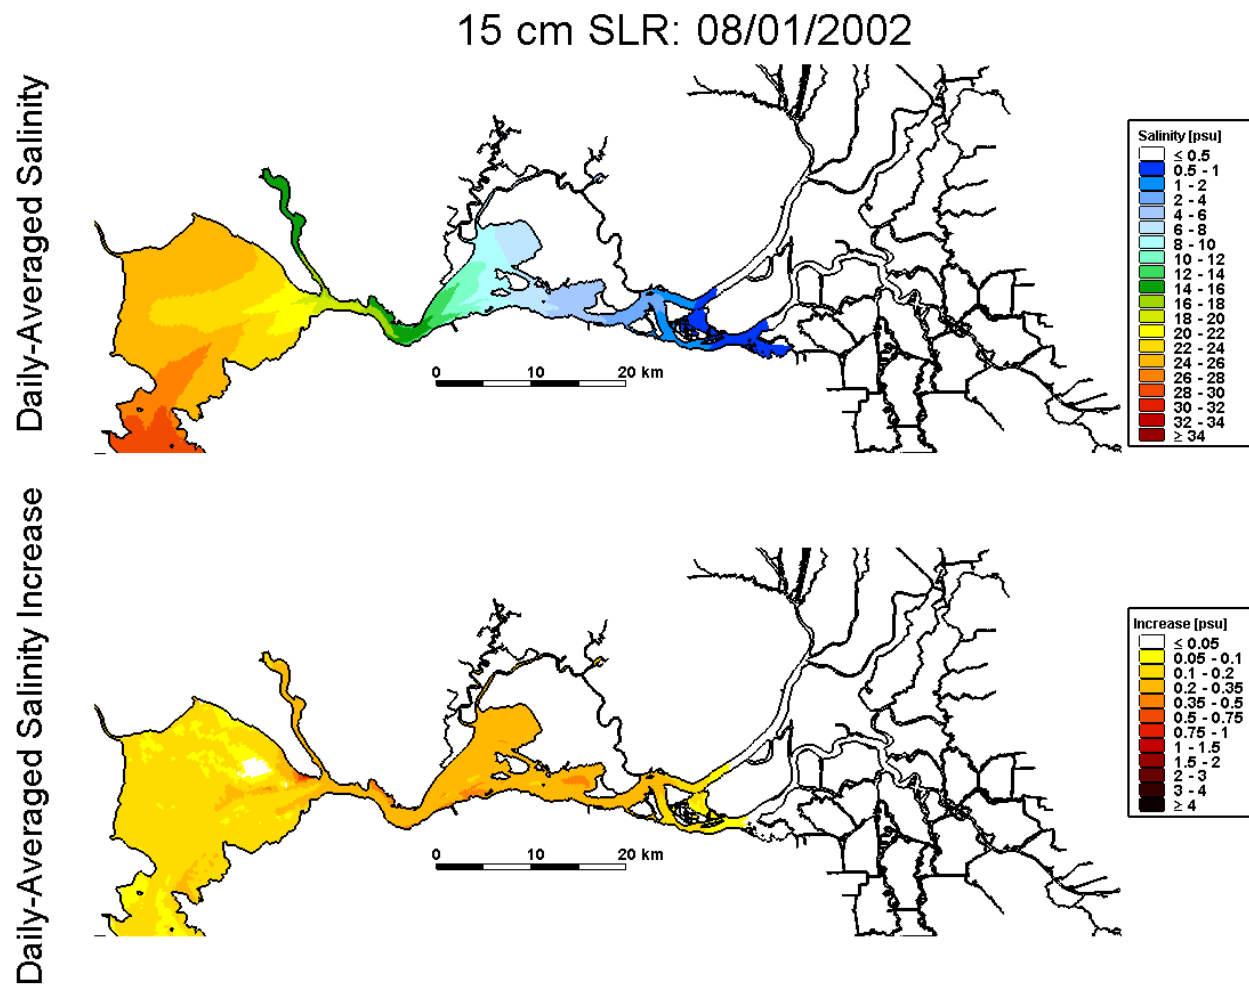 15 cm SLR: 08/01/2002
Daily-Averaged Salinity
Salinity [psu]
≤ 0.5
0.5 - 1
1 - 2
2 - 4
4 - 6
6 - 8
8 - 10
10 - 12
12 - 14
14 - 16
16 - 18
18 - 20
20 - 22
22 - 24
24 - 26
26 - 28
28 - 30
30 - 32
32 - 34
≥ 34
0 10 20 km
Daily-Averaged Salinity Increase
Increase [psu]
≤ 0.05
0.05 - 0.1
0.1 - 0.2
0.2 - 0.35
0.35 - 0.5
0.5 - 0.75
0.75 - 1
1 - 1.5
1.5 - 2
2 - 3
3 - 4
≥ 4
0 10 20 km